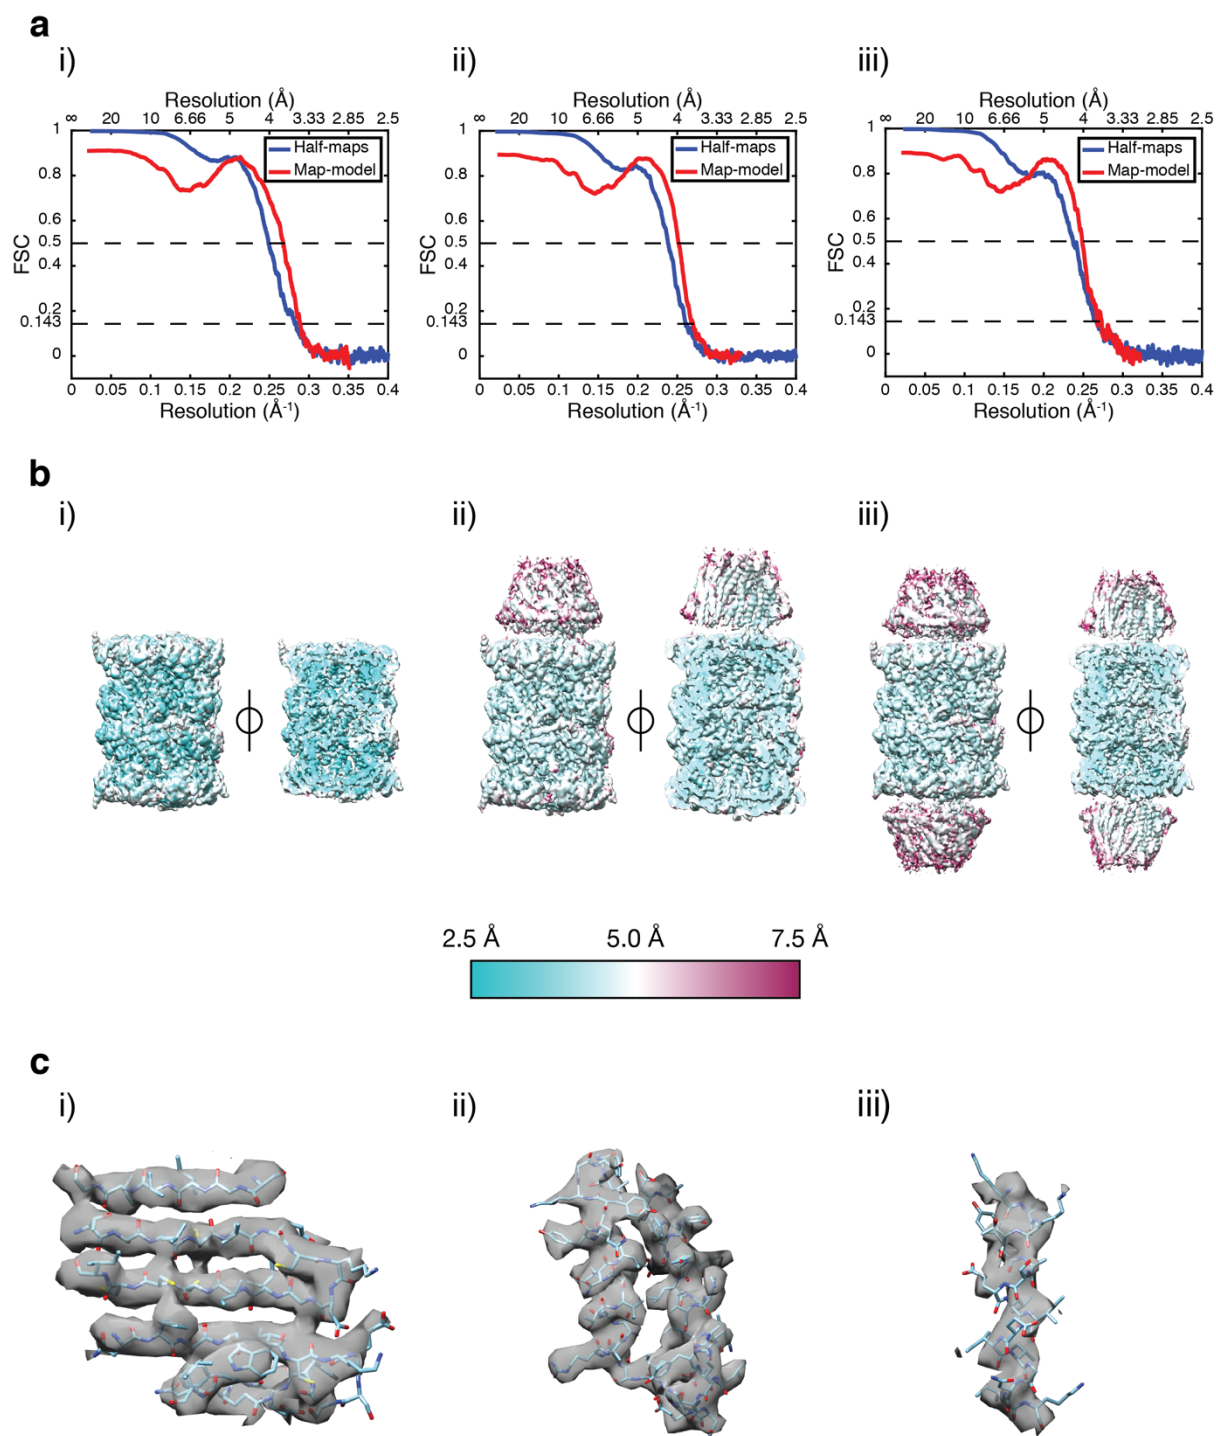 a
i)
ii)
iii)
Resolution (Å)
∞ 20 10 6.66 5 4 3.33 2.85 2.5
1
0.8
0.6
0.5
0.4
0.2
0.143
0
FSC
Half-maps
Map-model
0 0.05 0.1 0.15 0.2 0.25 0.3 0.35 0.4
Resolution (Å-1)
Resolution (Å)
∞ 20 10 6.66 5 4 3.33 2.85 2.5
1
0.8
0.6
0.5
0.4
0.2
0.143
0
FSC
Half-maps
Map-model
0 0.05 0.1 0.15 0.2 0.25 0.3 0.35 0.4
Resolution (Å-1)
Resolution (Å)
∞ 20 10 6.66 5 4 3.33 2.85 2.5
1
0.8
0.6
0.5
0.4
0.2
0.143
0
FSC
Half-maps
Map-model
0 0.05 0.1 0.15 0.2 0.25 0.3 0.35 0.4
Resolution (Å-1)
b
i)
ii)
iii)
2.5 Å 5.0 Å 7.5 Å
c
i)
ii)
iii)